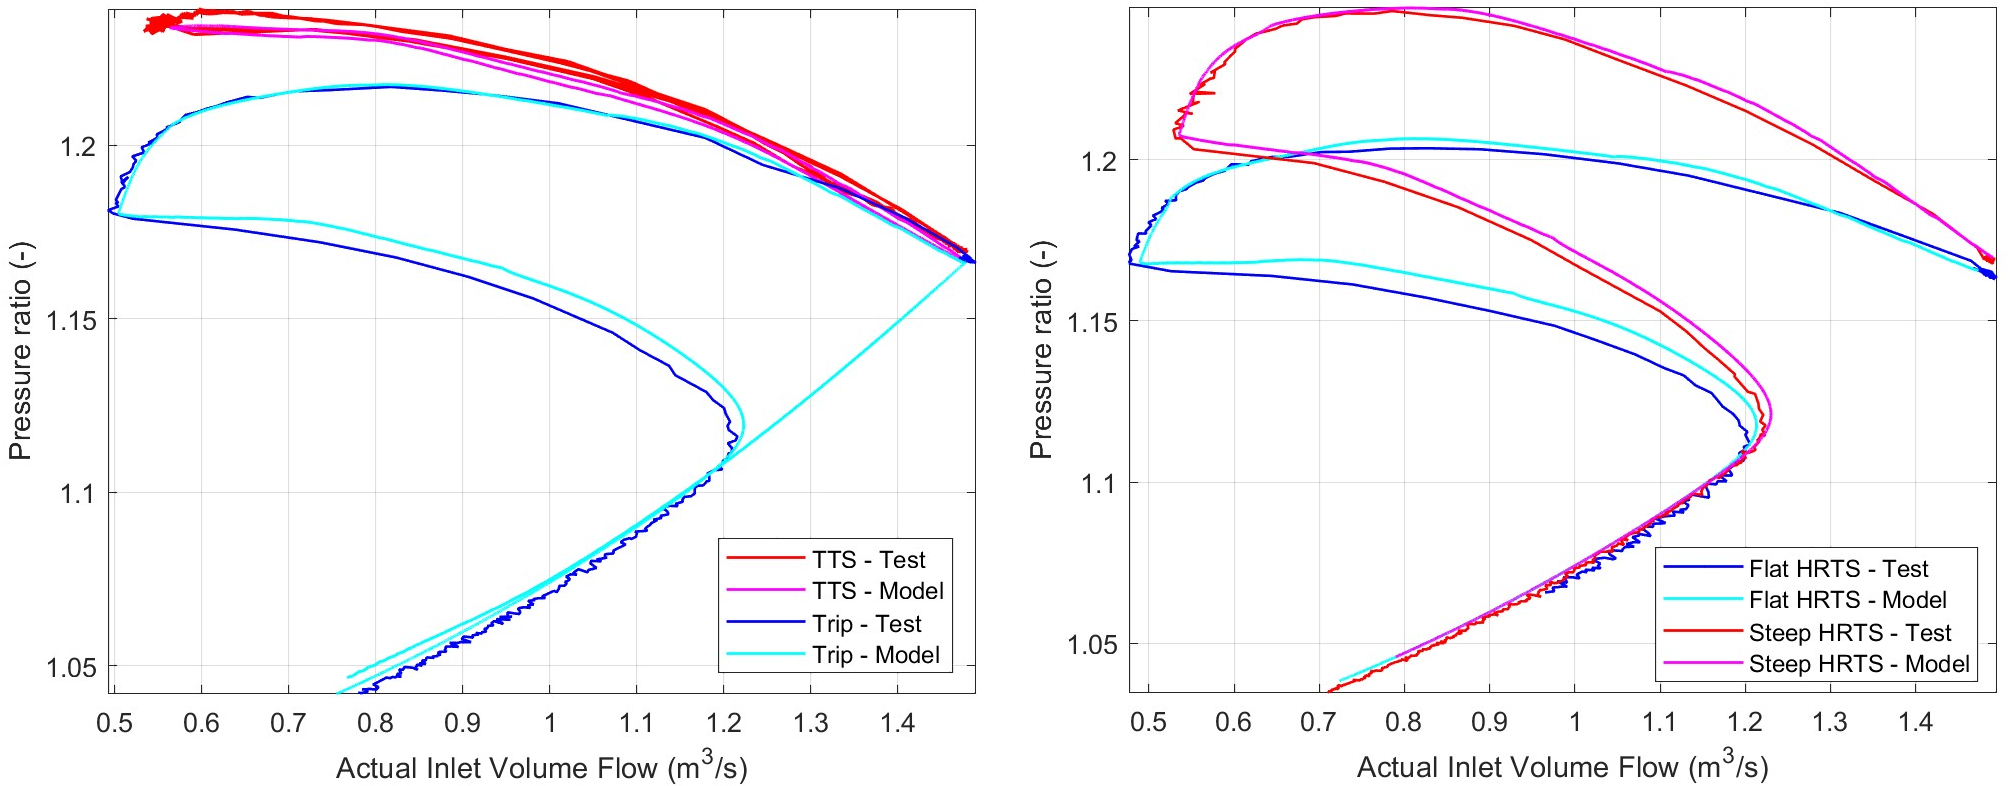 Pressure ratio (-)
1.2
1.15
1.1
1.05
TTS - Test
TTS - Model
Trip - Test
Trip - Model
0.5 0.6 0.7 0.8 0.9 1 1.1 1.2 1.3 1.4
Actual Inlet Volume Flow (m³/s)
Pressure ratio (-)
1.2
1.15
1.1
1.05
Flat HRTS - Test
Flat HRTS - Model
Steep HRTS - Test
Steep HRTS - Model
0.5 0.6 0.7 0.8 0.9 1 1.1 1.2 1.3 1.4
Actual Inlet Volume Flow (m³/s)